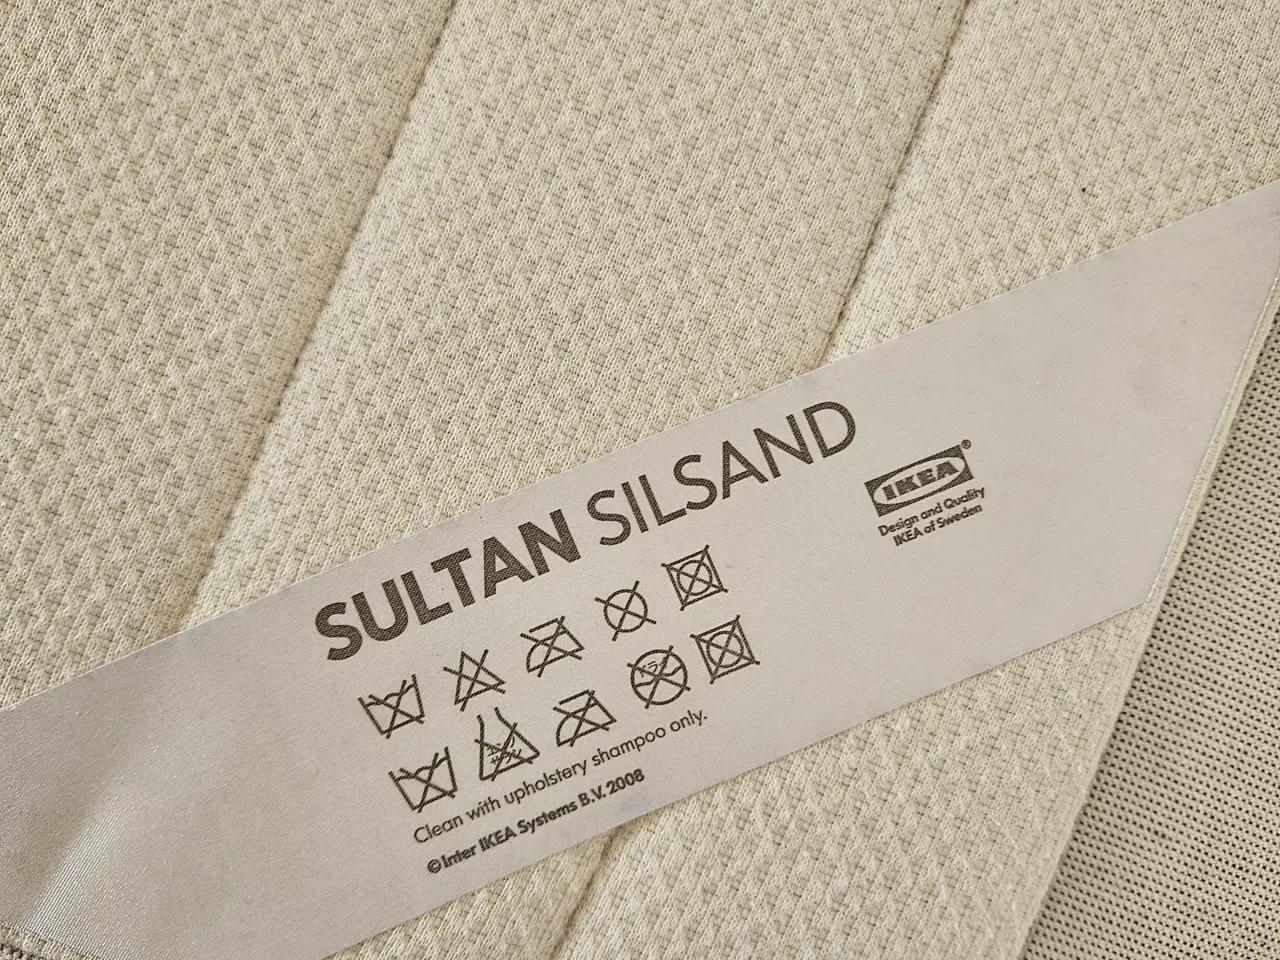 SULTAN SILSAND
IKEA®
Design and Quality
IKEA of Sweden
Clean with upholstery shampoo only.
© Inter IKEA Systems B.V. 2008